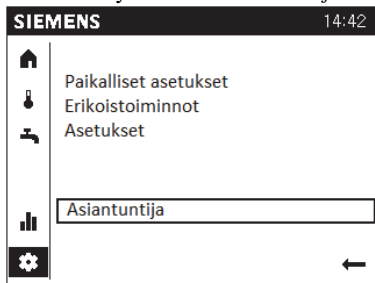 SIEMENS 14:42
Paikalliset asetukset
Erikoistoiminnot
Asetukset
Asiantuntija